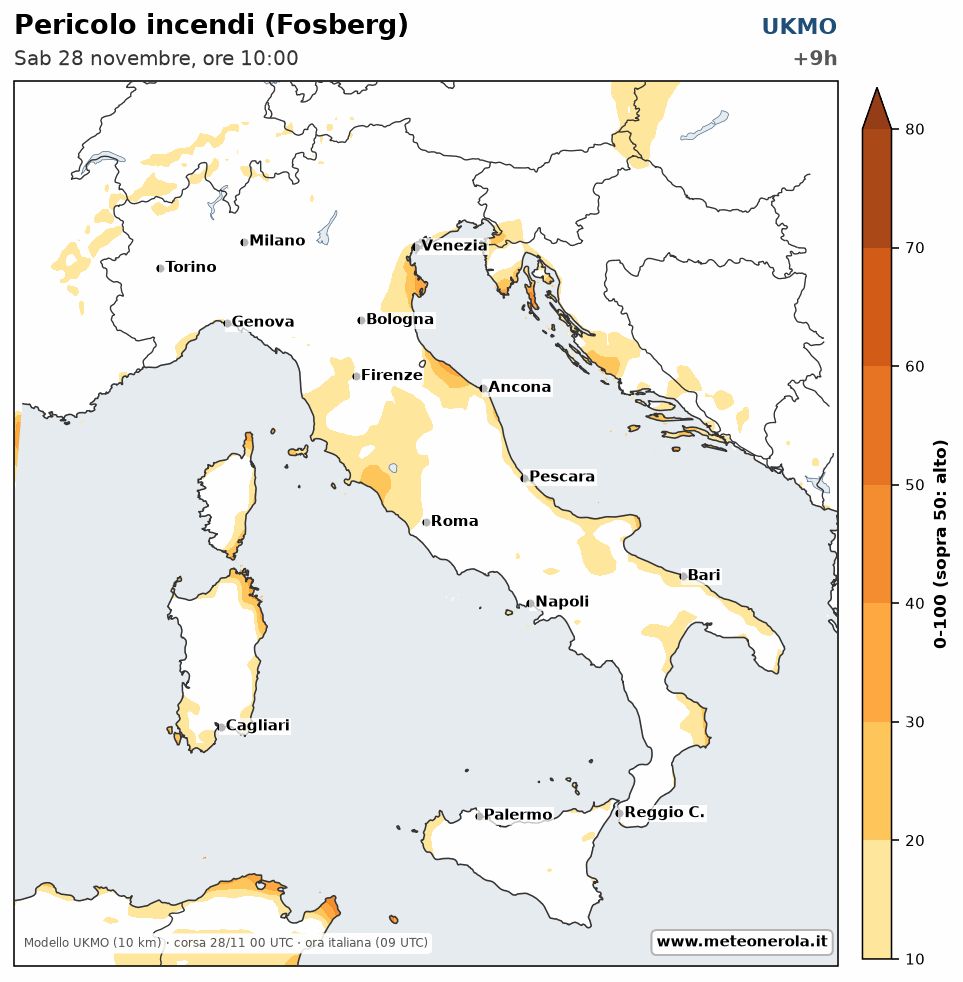 Pericolo incendi (Fosberg)
UKMO
Sab 28 novembre, ore 10:00
+9h
80
70
60
50
40
30
20
10
0-100 (sopra 50: alto)
Milano
Venezia
Torino
Genova
Bologna
Firenze
Ancona
Pescara
Roma
Bari
Napoli
Cagliari
Palermo
Reggio C.
Modello UKMO (10 km) · corsa 28/11 00 UTC · ora italiana (09 UTC)
www.meteonerola.it